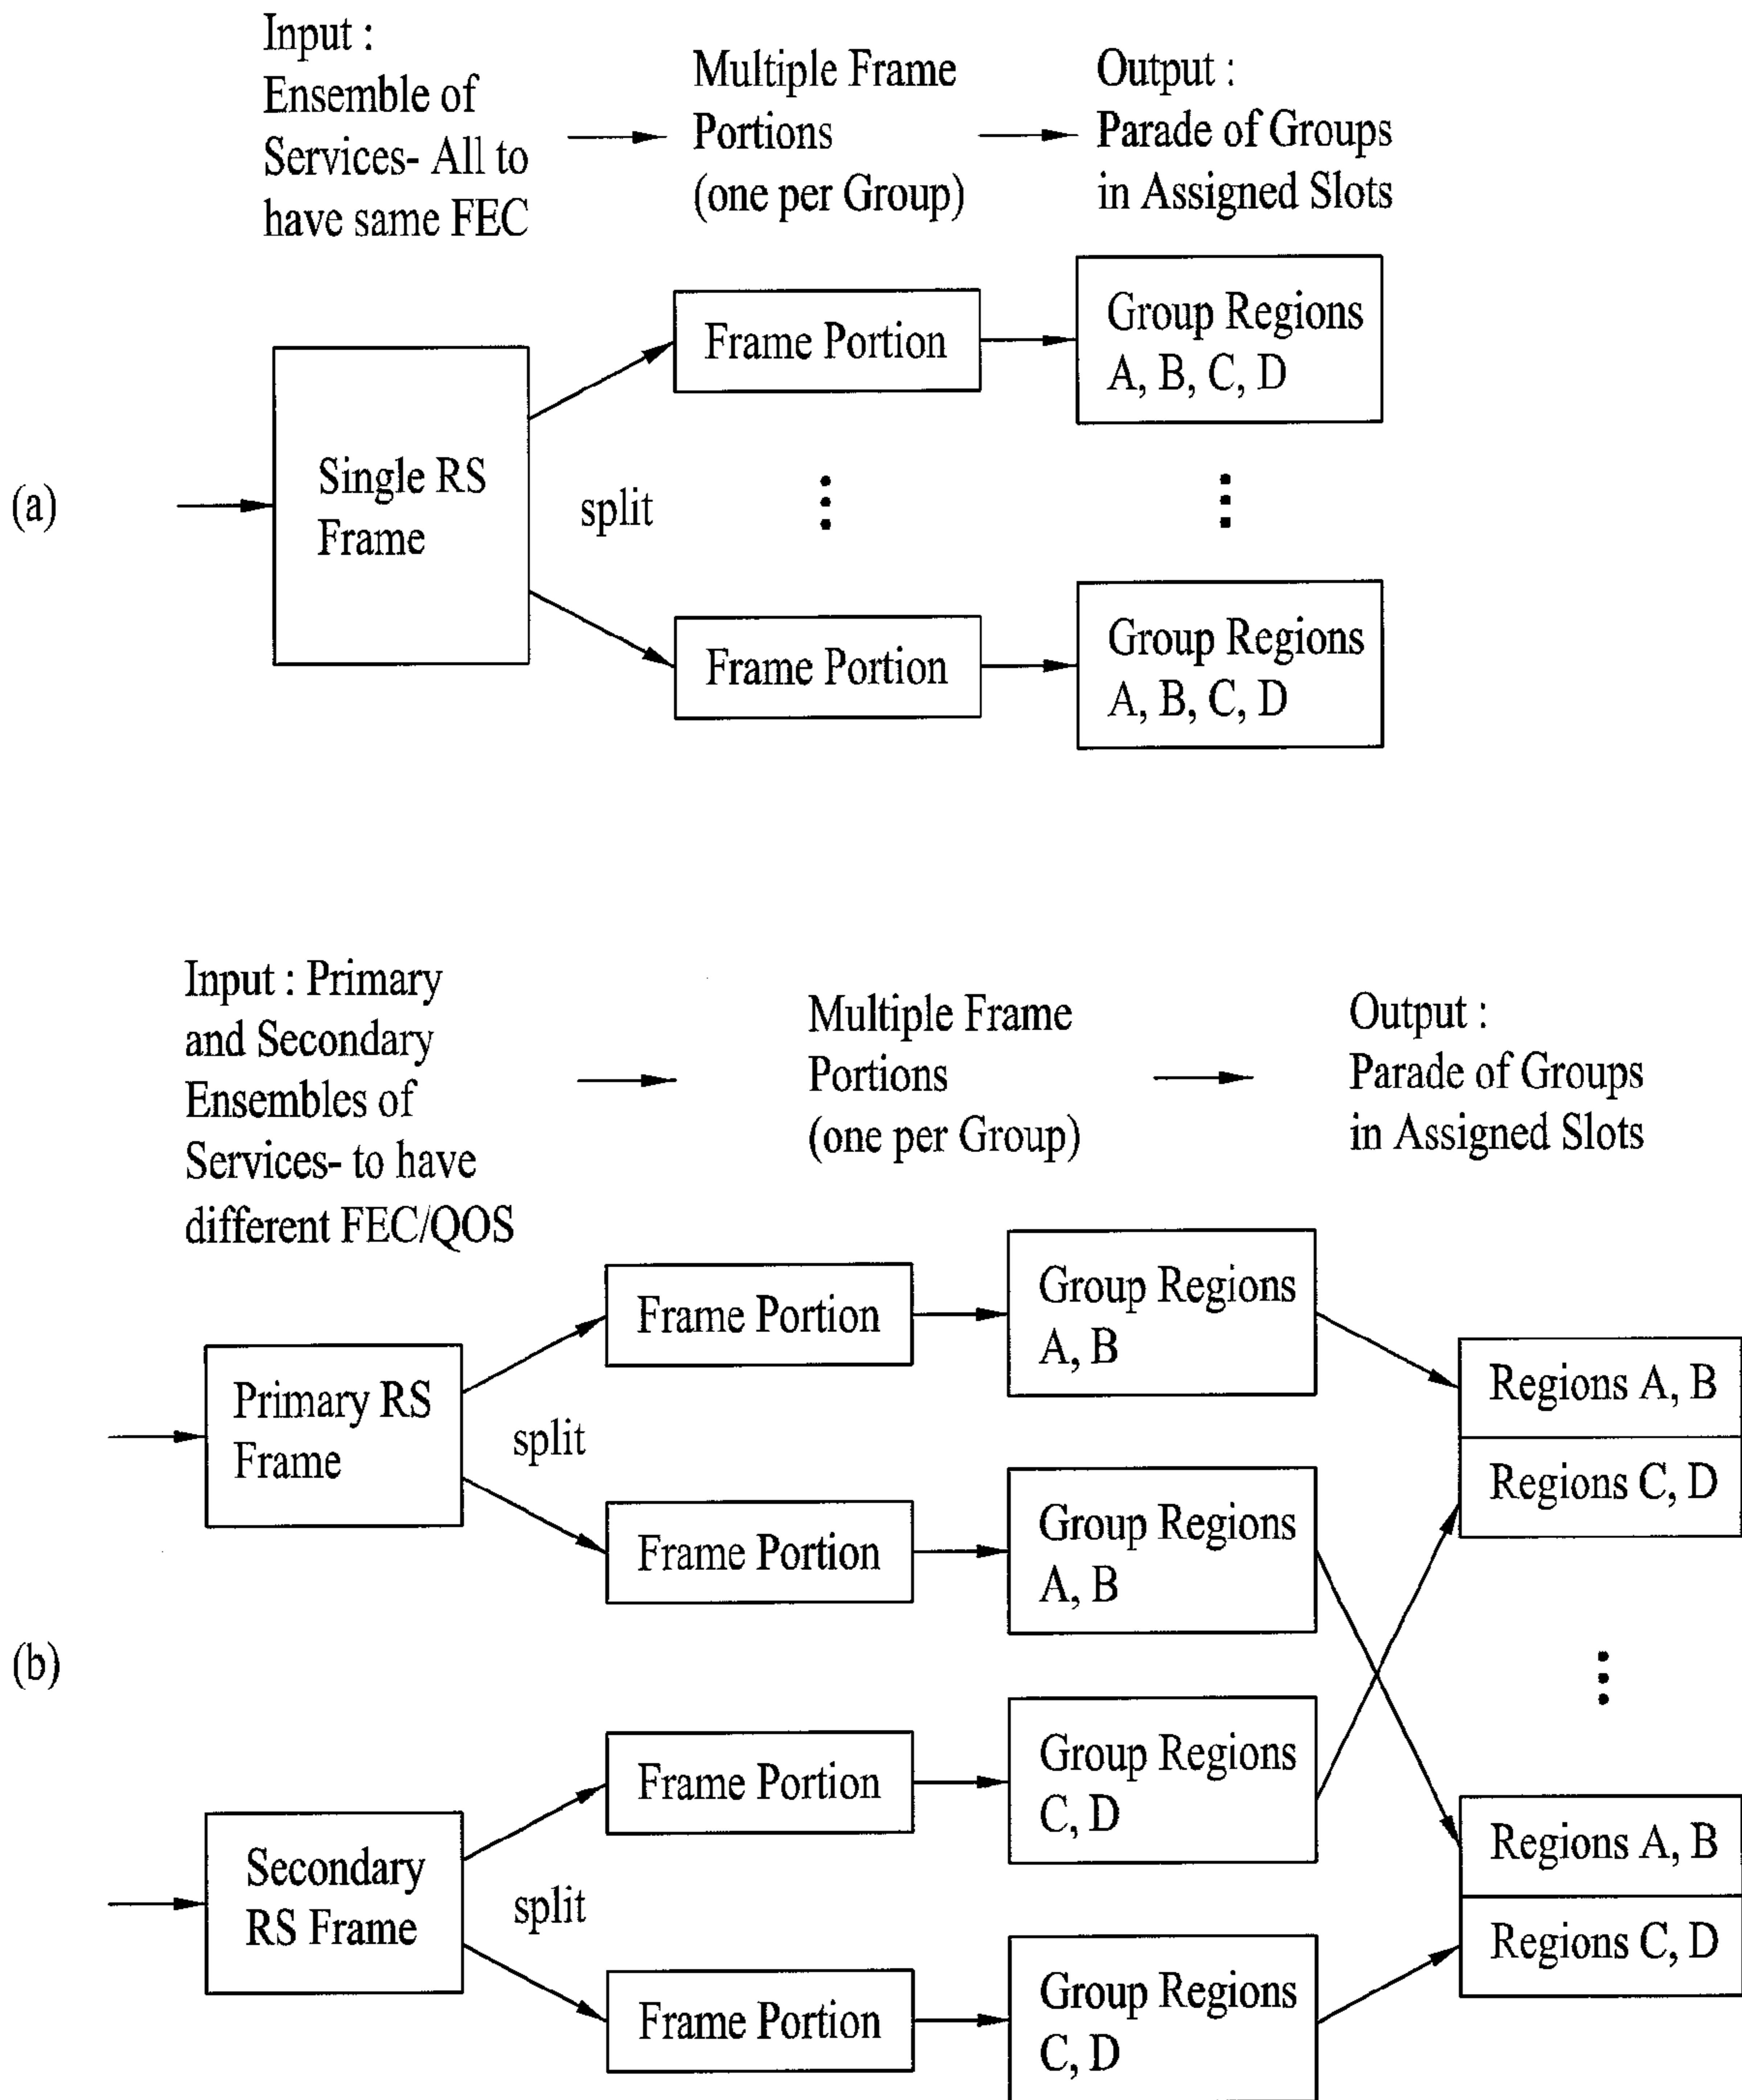 Input :
Ensemble of
Services- All to
have same FEC
Multiple Frame
Portions
(one per Group)
Output :
Parade of Groups
in Assigned Slots
(a)
Single RS
Frame
split
Frame Portion
Group Regions
A, B, C, D
Frame Portion
Group Regions
A, B, C, D
Input : Primary
and Secondary
Ensembles of
Services- to have
different FEC/QOS
Multiple Frame
Portions
(one per Group)
Output :
Parade of Groups
in Assigned Slots
(b)
Primary RS
Frame
split
Frame Portion
Group Regions
A, B
Frame Portion
Group Regions
A, B
Secondary
RS Frame
split
Frame Portion
Group Regions
C, D
Frame Portion
Group Regions
C, D
Regions A, B
Regions C, D
Regions A, B
Regions C, D